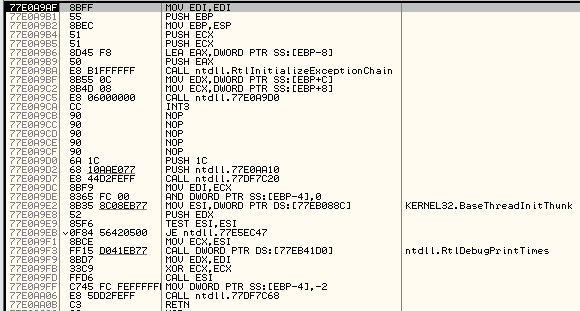 77E0A9AF 8BFF MOV EDI,EDI
77E0A9B1 55 PUSH EBP
77E0A9B2 8BEC MOV EBP,ESP
77E0A9B4 51 PUSH ECX
77E0A9B5 51 PUSH ECX
77E0A9B6 8D45 F8 LEA EAX,DWORD PTR SS:[EBP-8]
77E0A9B9 50 PUSH EAX
77E0A9BA E8 B1FFFFFF CALL ntdll.RtlInitializeExceptionChain
77E0A9BF 8B55 0C MOV EDX,DWORD PTR SS:[EBP+C]
77E0A9C2 8B4D 08 MOV ECX,DWORD PTR SS:[EBP+8]
77E0A9C5 E8 06000000 CALL ntdll.77E0A9D0
77E0A9CA CC INT3
77E0A9CB 90 NOP
77E0A9CC 90 NOP
77E0A9CD 90 NOP
77E0A9CE 90 NOP
77E0A9CF 90 NOP
77E0A9D0 6A 1C PUSH 1C
77E0A9D2 68 10AAE077 PUSH ntdll.77E0AA10
77E0A9D7 E8 44D2FEFF CALL ntdll.77DF7C20
77E0A9DC 8BF9 MOV EDI,ECX
77E0A9DE 8365 FC 00 AND DWORD PTR SS:[EBP-4],0
77E0A9E2 8B35 8C08EB77 MOV ESI,DWORD PTR DS:[77EB088C] KERNEL32.BaseThreadInitThunk
77E0A9E8 52 PUSH EDX
77E0A9E9 85F6 TEST ESI,ESI
77E0A9EB 0F84 56420500 JE ntdll.77E5EC47
77E0A9F1 8BCE MOV ECX,ESI
77E0A9F3 FF15 D041EB77 CALL DWORD PTR DS:[77EB41D0] ntdll.RtlDebugPrintTimes
77E0A9F9 8BD7 MOV EDX,EDI
77E0A9FB 33C9 XOR ECX,ECX
77E0A9FD FFD6 CALL ESI
77E0A9FF C745 FC FEFFFFFF MOV DWORD PTR SS:[EBP-4],-2
77E0AA06 E8 5DD2FEFF CALL ntdll.77DF7C68
77E0AA0B C3 RETN